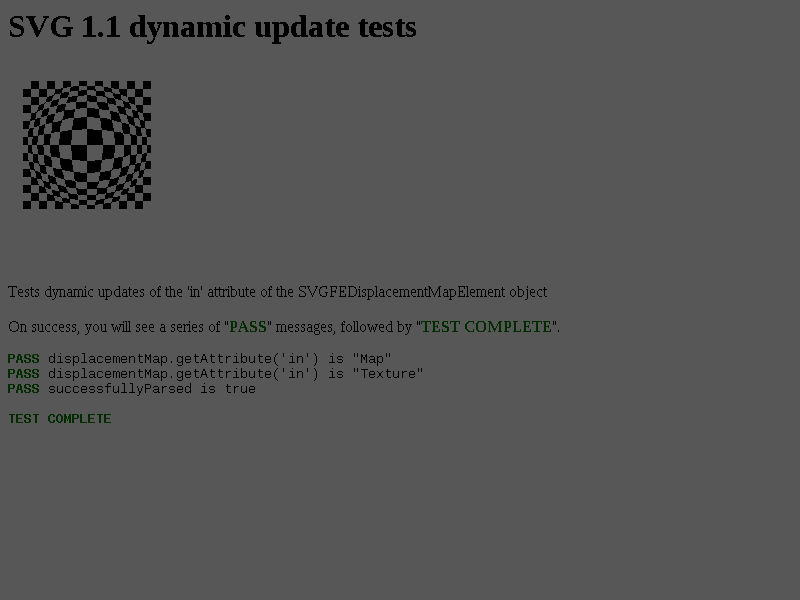 SVG 1.1 dynamic update tests
Tests dynamic updates of the 'in' attribute of the SVGFEDisplacementMapElement object
On success, you will see a series of "PASS" messages, followed by "TEST COMPLETE".
PASS displacementMap.getAttribute('in') is "Map"
PASS displacementMap.getAttribute('in') is "Texture"
PASS successfullyParsed is true
TEST COMPLETE